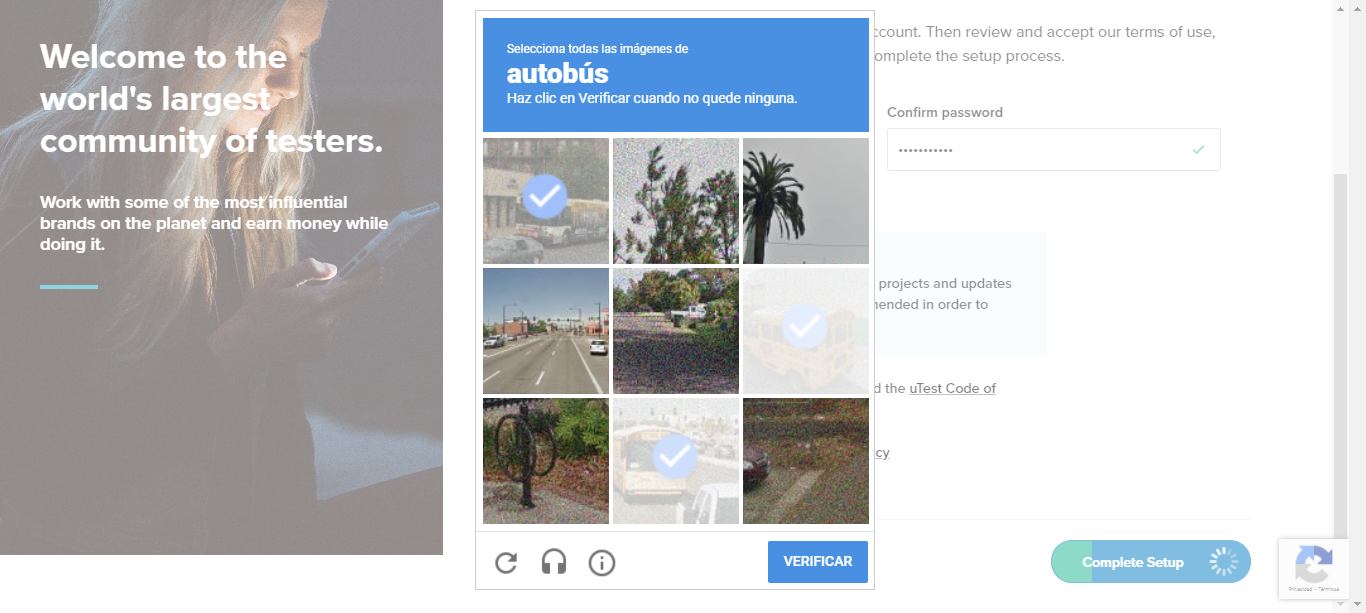 Welcome to the
world's largest
community of testers.
Work with some of the most influential
brands on the planet and earn money while
doing it.
Selecciona todas las imágenes de
autobús
Haz clic en Verificar cuando no quede ninguna.
VERIFICAR
ccount. Then review and accept our terms of use,
omplete the setup process.
Confirm password
projects and updates
mended in order to
d the uTest Code of
cy
Complete Setup
Privacidad - Términos